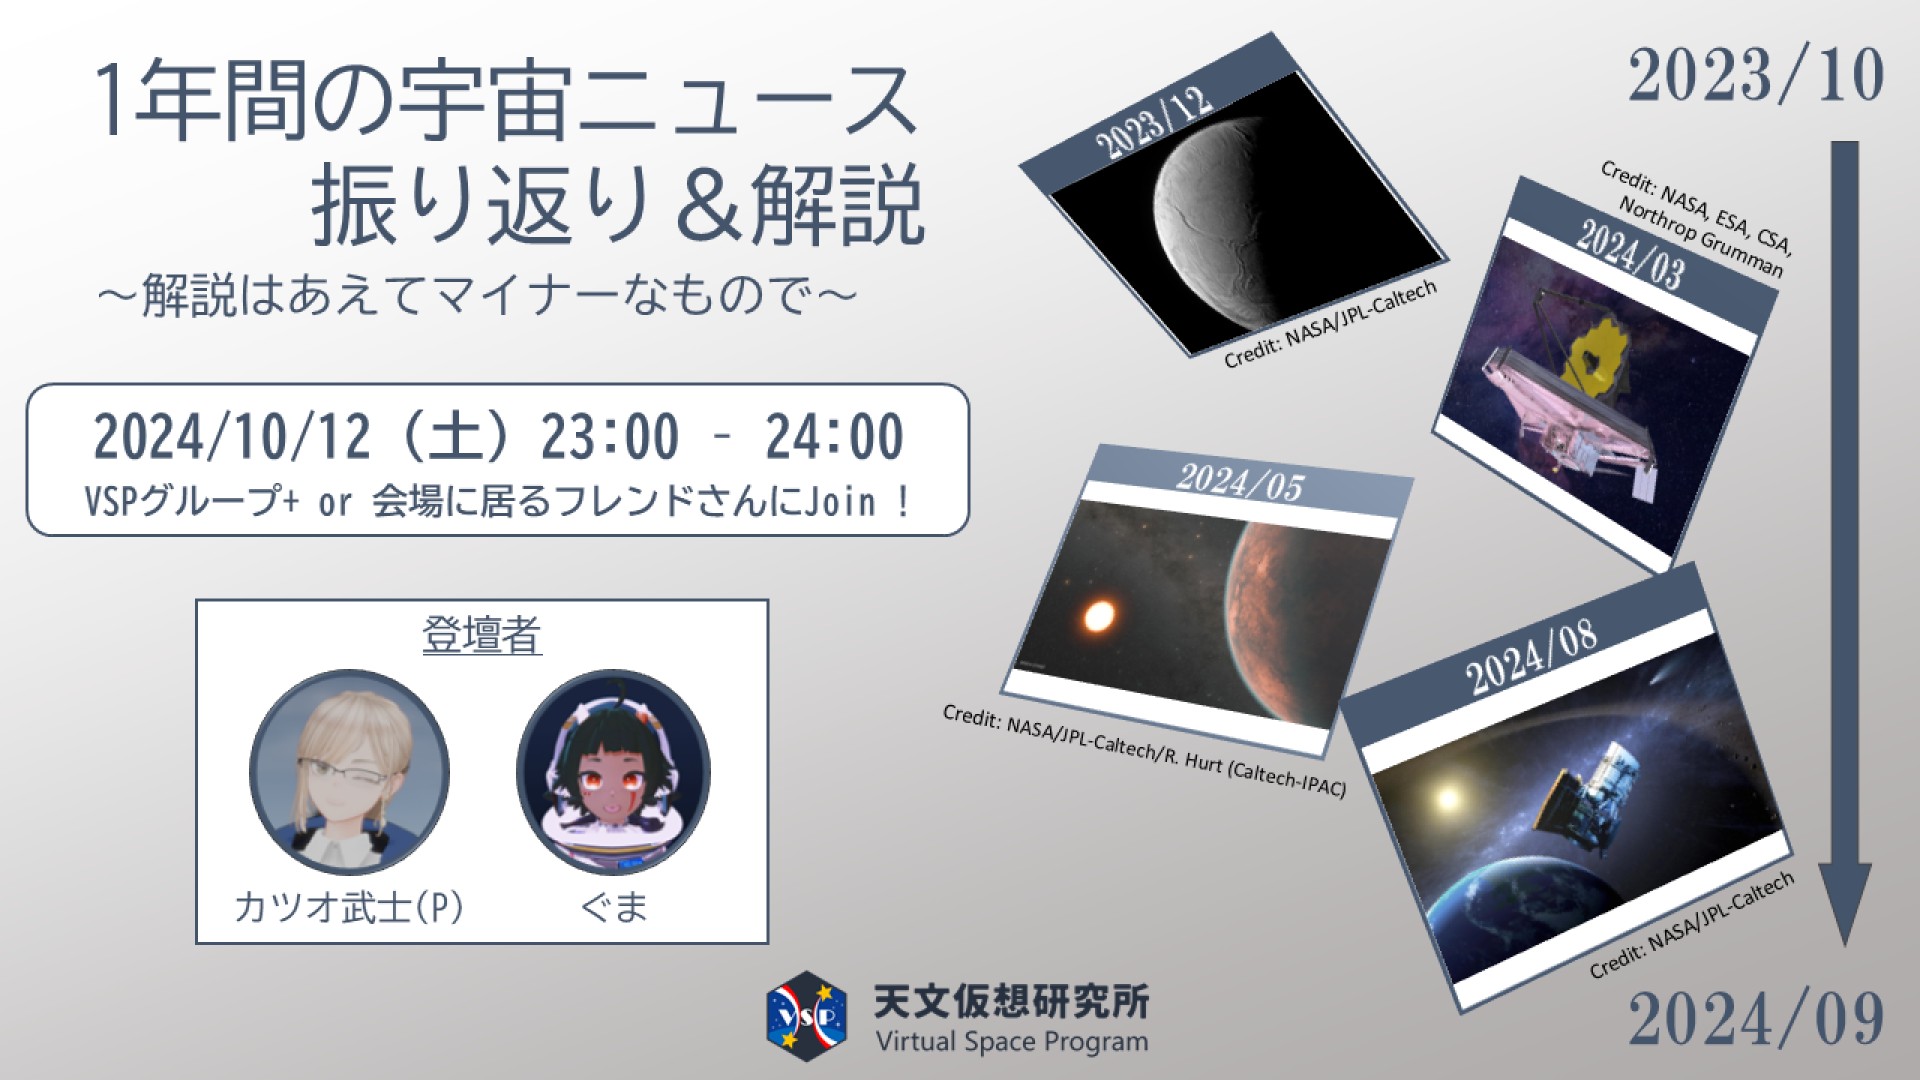 1年間の宇宙ニュース
振り返り＆解説
～解説はあえてマイナーなもので～
2024/10/12（土）23:00 - 24:00
VSPグループ+ or 会場に居るフレンドさんにJoin！
登壇者
カツオ武士(P)
ぐま
2023/10
2023/12
Credit: NASA/JPL-Caltech
Credit: NASA, ESA, CSA,
Northrop Grumman
2024/03
2024/05
Credit: NASA/JPL-Caltech/R. Hurt (Caltech-IPAC)
2024/08
Credit: NASA/JPL-Caltech
2024/09
VSP
天文仮想研究所
Virtual Space Program